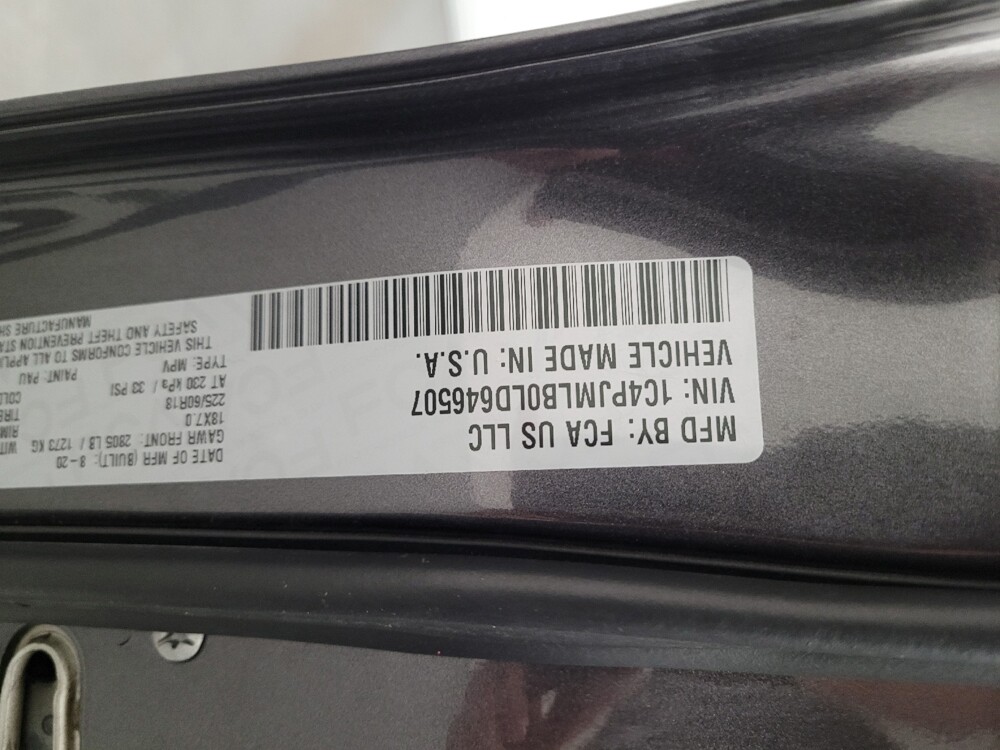 MFD BY: FCA US LLC
VIN: 1C4PJMLB0LD646507
VEHICLE MADE IN: U.S.A.
DATE OF MFR (BUILT): 8-20
GAWR FRONT: 2805 LB / 1273 KG
18X7.0
225/60R18
AT 230 kPa / 33 PSI
TYPE: MPV PAINT: PAU
THIS VEHICLE CONFORMS TO ALL
SAFETY AND THEFT PREVENTION
MANUFACTURE